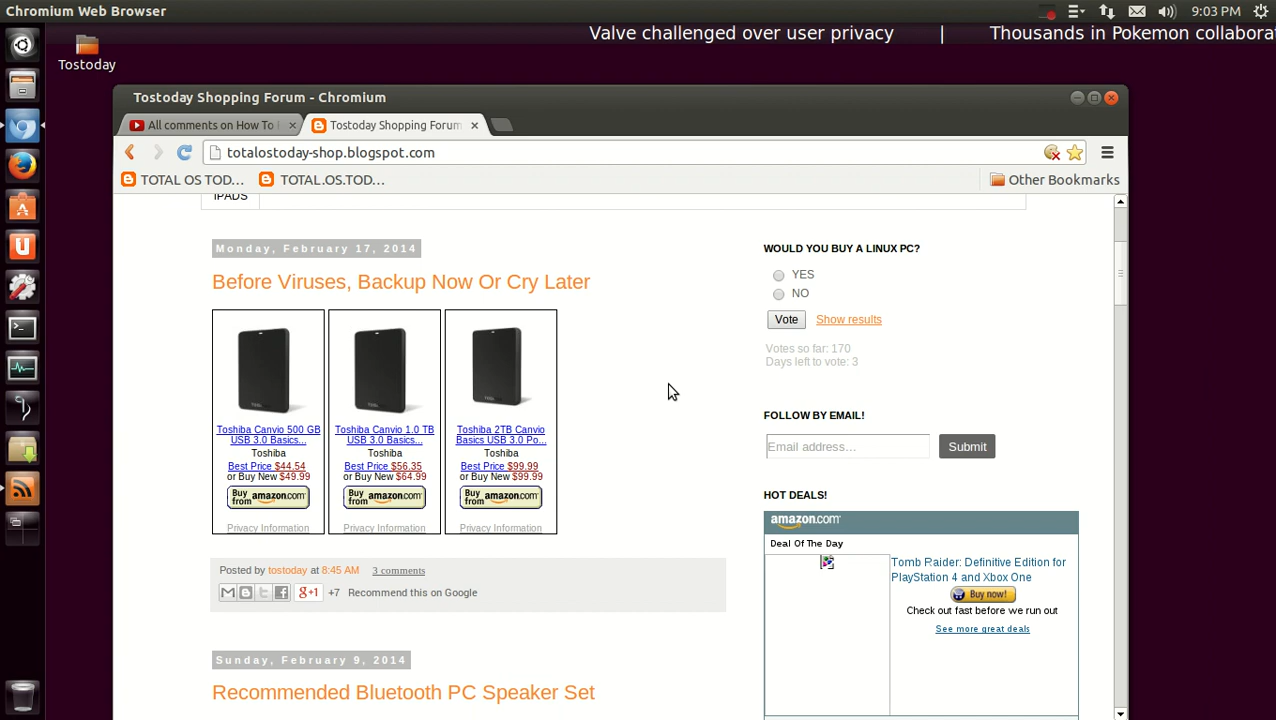 Chromium Web Browser
9:03 PM
Valve challenged over user privacy | Thousands in Pokemon collabora
Tostoday
Tostoday Shopping Forum - Chromium
All comments on How To
Tostoday Shopping Forum
totalostoday-shop.blogspot.com
TOTAL OS TOD...
TOTAL.OS.TOD...
Other Bookmarks
IPADS
Monday, February 17, 2014
Before Viruses, Backup Now Or Cry Later
Toshiba Canvio 500 GB
USB 3.0 Basics...
Toshiba
Best Price $44.54
or Buy New $49.99
Buy from amazon.com
Privacy Information
Toshiba Canvio 1.0 TB
USB 3.0 Basics...
Toshiba
Best Price $56.35
or Buy New $64.99
Buy from amazon.com
Privacy Information
Toshiba 2TB Canvio
Basics USB 3.0 Po...
Toshiba
Best Price $99.99
or Buy New $99.99
Buy from amazon.com
Privacy Information
Posted by tostoday at 8:45 AM 3 comments
g+1 +7 Recommend this on Google
Sunday, February 9, 2014
Recommended Bluetooth PC Speaker Set
WOULD YOU BUY A LINUX PC?
YES
NO
Vote Show results
Votes so far: 170
Days left to vote: 3
FOLLOW BY EMAIL!
Email address...
Submit
HOT DEALS!
amazon.com
Deal Of The Day
Tomb Raider: Definitive Edition for
PlayStation 4 and Xbox One
Buy now!
Check out fast before we run out
See more great deals